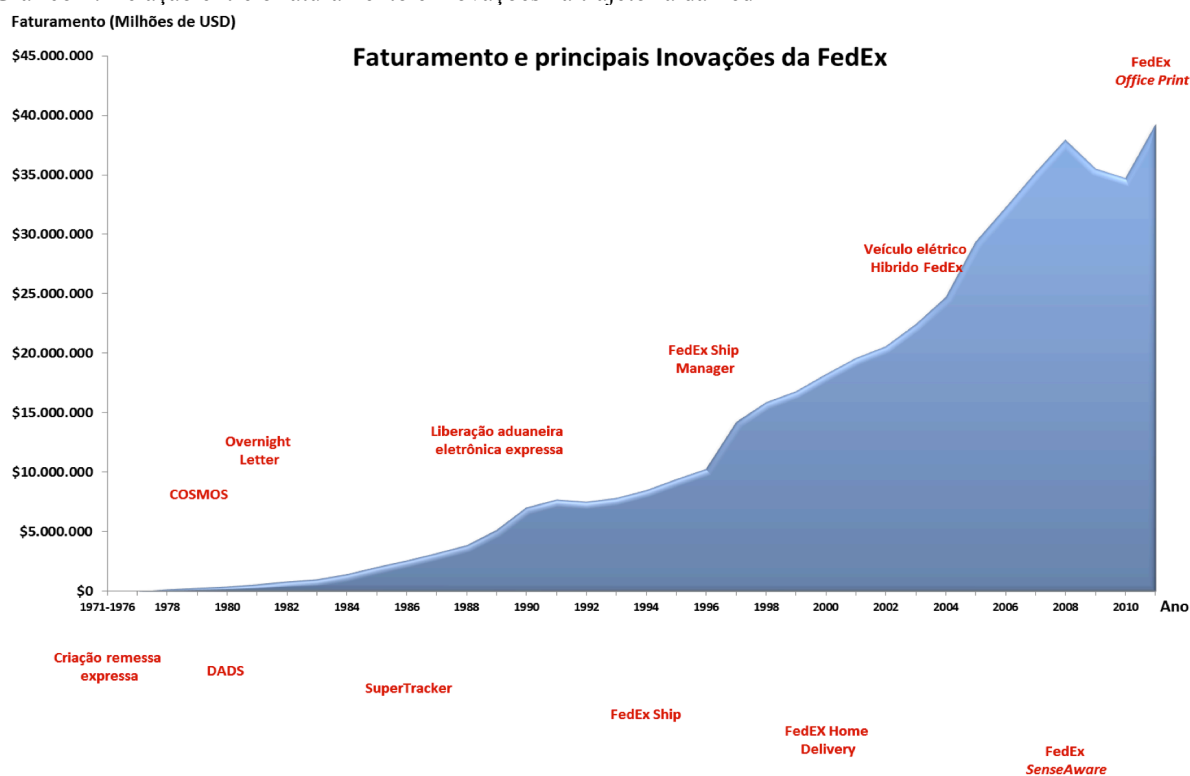 Faturamento (Milhões de USD)
Faturamento e principais Inovações da FedEx
$45.000.000
$40.000.000
$35.000.000
$30.000.000
$25.000.000
$20.000.000
$15.000.000
$10.000.000
$5.000.000
$0
FedEx
Office Print
Veículo elétrico
Hibrido FedEx
FedEx Ship
Manager
Liberação aduaneira
eletrônica expressa
Overnight
Letter
COSMOS
1971-1976 1978 1980 1982 1984 1986 1988 1990 1992 1994 1996 1998 2000 2002 2004 2006 2008 2010 Ano
Criação remessa
expressa
DADS
SuperTracker
FedEx Ship
FedEX Home
Delivery
FedEx
SenseAware